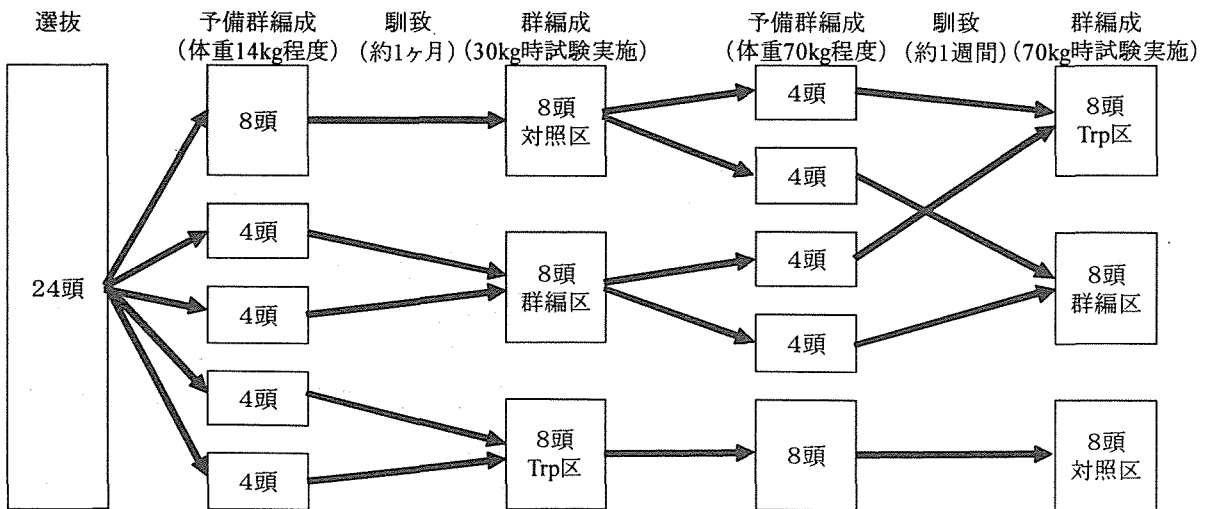 選抜
予備群編成
(体重14kg程度)
馴致
(約1ヶ月)
群編成
(30kg時試験実施)
予備群編成
(体重70kg程度)
馴致
(約1週間)
群編成
(70kg時試験実施)
24頭
8頭
4頭
4頭
4頭
4頭
8頭
対照区
8頭
群編区
8頭
Trp区
4頭
4頭
4頭
4頭
8頭
8頭
Trp区
8頭
群編区
8頭
対照区